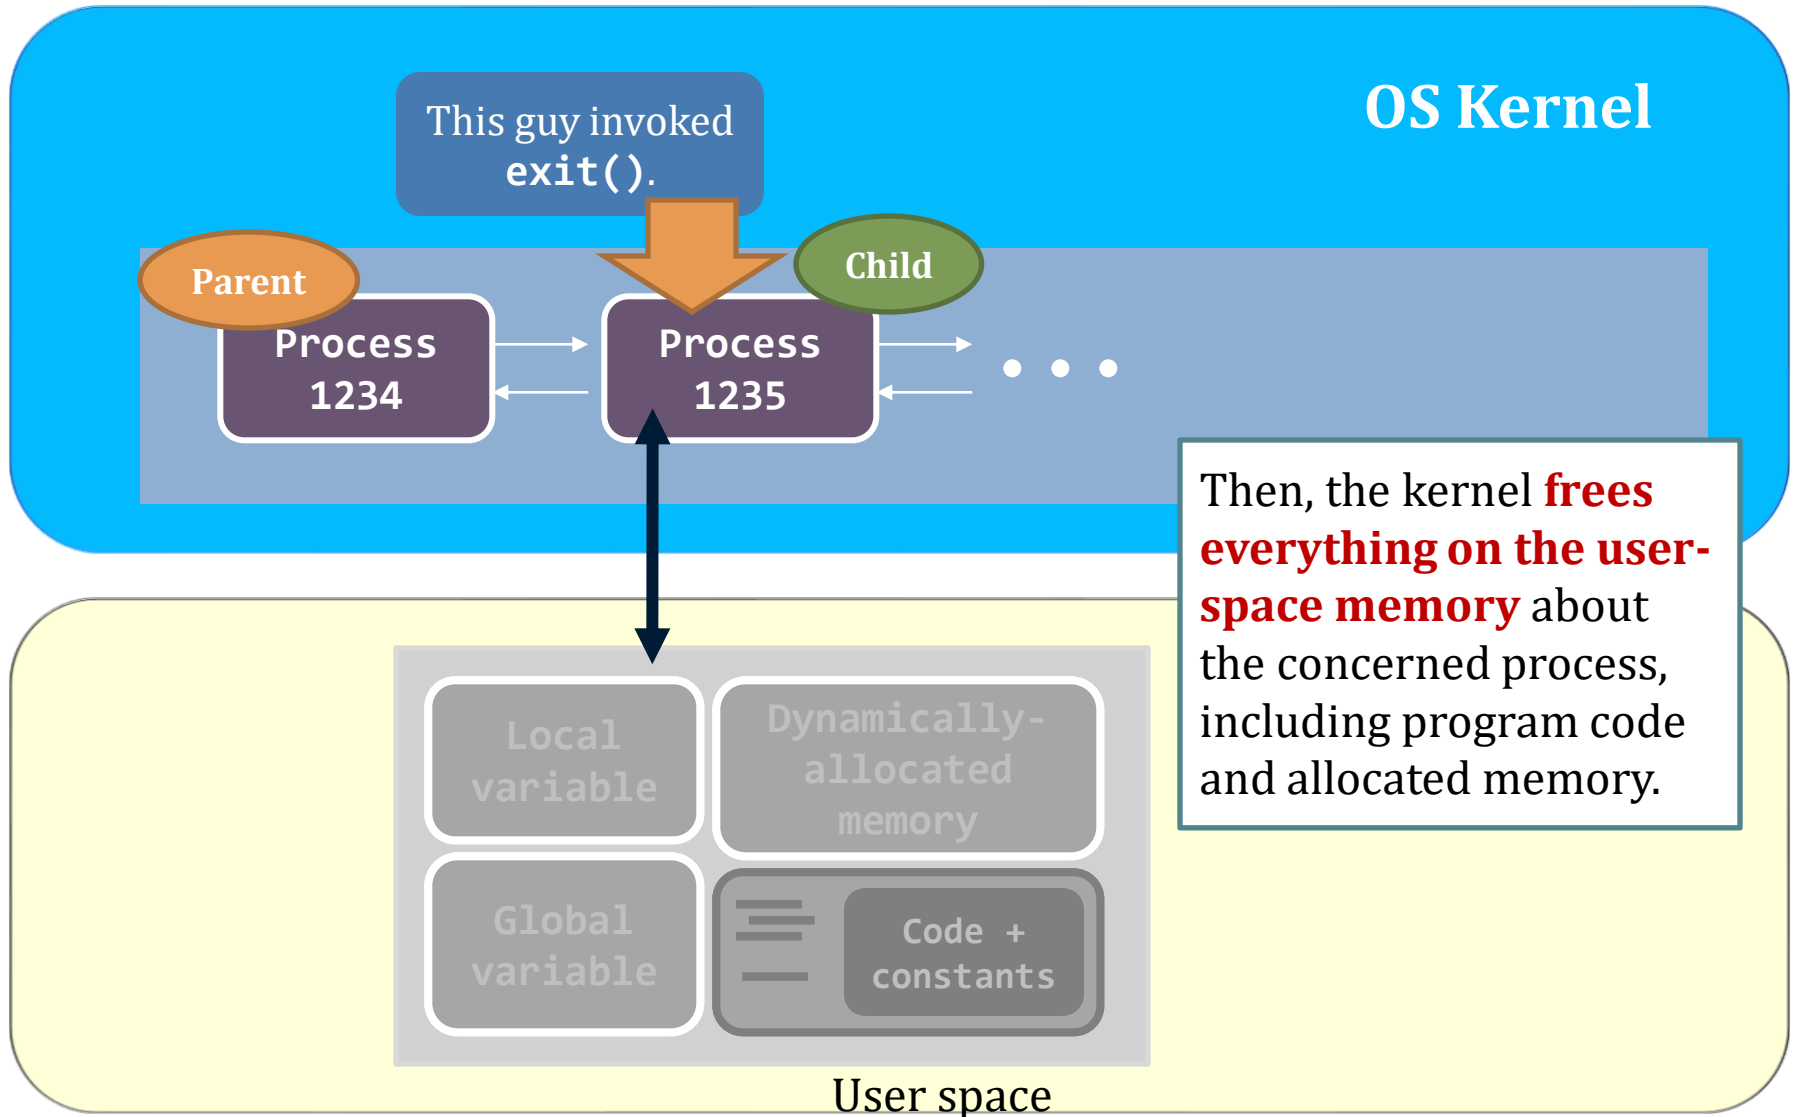 OS Kernel
This guy invoked
exit().
Parent
Child
Process
1234
Process
1235
Then, the kernel frees
everything on the user-
space memory about
the concerned process,
including program code
and allocated memory.
Local
variable
Dynamically-
allocated
memory
Global
variable
Code +
constants
User space